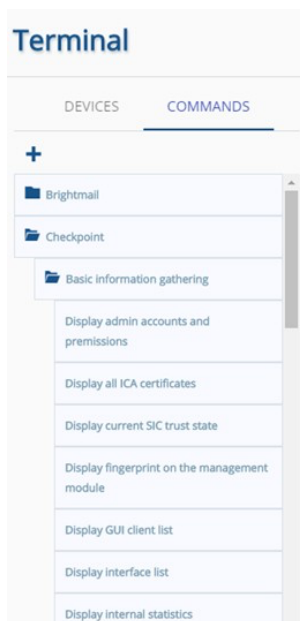 Terminal
DEVICES COMMANDS
+
Brightmail
Checkpoint
Basic information gathering
Display admin accounts and
premissions
Display all ICA certificates
Display current SIC trust state
Display fingerprint on the management
module
Display GUI client list
Display interface list
Display internal statistics